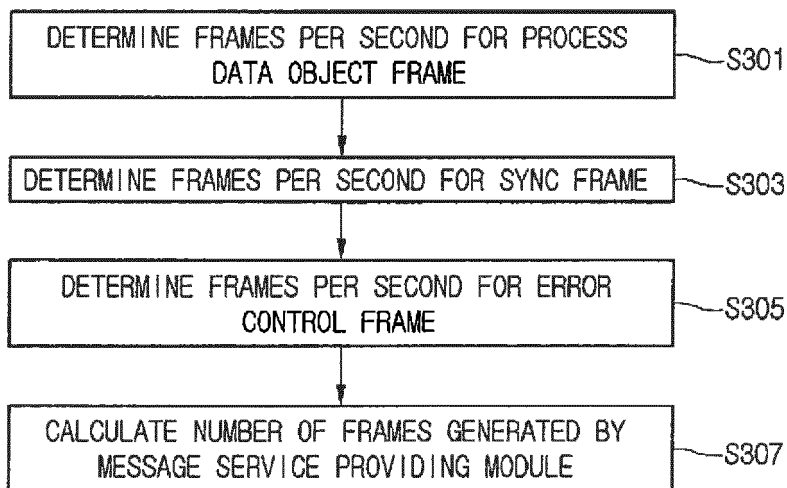 DETERMINE FRAMES PER SECOND FOR PROCESS
DATA OBJECT FRAME
S301
DETERMINE FRAMES PER SECOND FOR SYNC FRAME
S303
DETERMINE FRAMES PER SECOND FOR ERROR
CONTROL FRAME
S305
CALCULATE NUMBER OF FRAMES GENERATED BY
MESSAGE SERVICE PROVIDING MODULE
S307